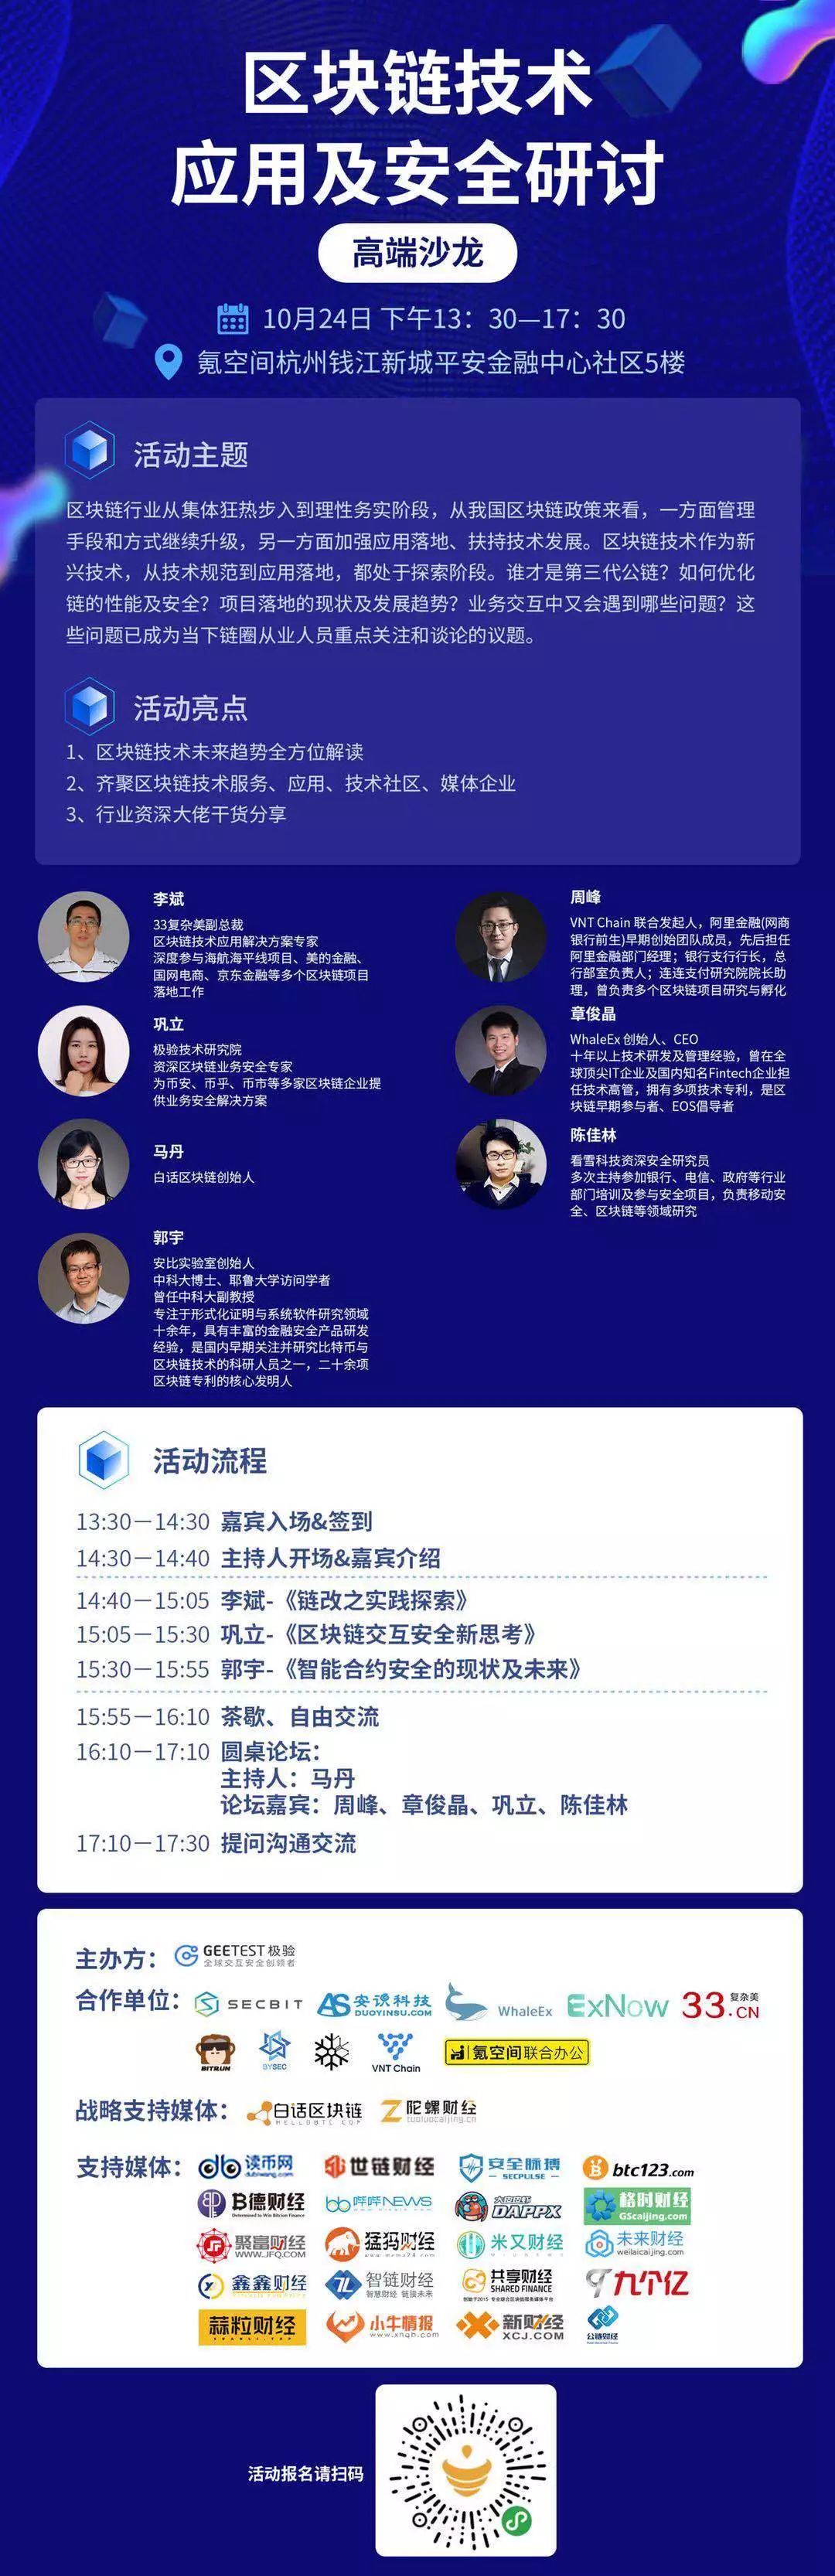 区块链技术
应用及安全研讨
高端沙龙
10月24日 下午13：30—17：30
氪空间杭州钱江新城平安金融中心社区5楼
活动主题
区块链行业从集体狂热步入到理性务实阶段，从我国区块链政策来看，一方面管理
手段和方式继续升级，另一方面加强应用落地、扶持技术发展。区块链技术作为新
兴技术，从技术规范到应用落地，都处于探索阶段。谁才是第三代公链？如何优化
链的性能及安全？项目落地的现状及发展趋势？业务交互中又会遇到哪些问题？这
些问题已成为当下链圈从业人员重点关注和谈论的议题。
活动亮点
1、区块链技术未来趋势全方位解读
2、齐聚区块链技术服务、应用、技术社区、媒体企业
3、行业资深大佬干货分享
李斌
33复杂美副总裁
区块链技术应用解决方案专家
深度参与海航海平线项目、美的金融、
国网电商、京东金融等多个区块链项目
落地工作
周峰
VNT Chain 联合发起人，阿里金融(网商
银行前生)早期创始团队成员，先后担任
阿里金融部门经理；银行支行行长，总
行部室负责人；连连支付研究院院长助
理，曾负责多个区块链项目研究与孵化
巩立
极验技术研究院
资深区块链业务安全专家
为币安、币乎、币市等多家区块链企业提
供业务安全解决方案
章俊晶
WhaleEx 创始人、CEO
十年以上技术研发及管理经验，曾在全
球顶尖IT企业及国内知名Fintech企业担
任技术高管，拥有多项技术专利，是区
块链早期参与者、EOS倡导者
马丹
白话区块链创始人
陈佳林
看雪科技资深安全研究员
多次主持参加银行、电信、政府等行业
部门培训及参与安全项目，负责移动安
全、区块链等领域研究
郭宇
安比实验室创始人
中科大博士、耶鲁大学访问学者
曾任中科大副教授
专注于形式化证明与系统软件研究领域
十余年，具有丰富的金融安全产品研发
经验，是国内早期关注并研究比特币与
区块链技术的科研人员之一，二十余项
区块链专利的核心发明人
活动流程
13:30—14:30 嘉宾入场&签到
14:30—14:40 主持人开场&嘉宾介绍
14:40—15:05 李斌-《链改之实践探索》
15:05—15:30 巩立-《区块链交互安全新思考》
15:30—15:55 郭宇-《智能合约安全的现状及未来》
15:55—16:10 茶歇、自由交流
16:10—17:10 圆桌论坛：
主持人：马丹
论坛嘉宾：周峰、章俊晶、巩立、陈佳林
17:10—17:30 提问沟通交流
主办方： GEETEST 极验
全球交互安全创领者
合作单位： SECBIT 安识科技 DUOYINSU.COM WhaleEx ExNow 33.CN 复杂美
BITRUN BYSEC VNT Chain 氪空间联合办公
战略支持媒体： 白话区块链 HELLOBTC.COM 陀螺财经 tuoluocaijing.cn
支持媒体： 读币网 世链财经 安全脉搏 SECPULSE btc123.com
B德财经 哔哔NEWS DAPPX 格时财经 GScaijing.com
聚富财经 WWW.JFQ.COM 猛犸财经 米又财经 未来财经 weilaicaijing.com
鑫鑫财经 智链财经 智慧财经 链接未来 共享财经 SHARED FINANCE 九个亿
蒜粒财经 小牛情报 www.xnqb.com 新财经 XCJ.COM 公链财经
活动报名请扫码